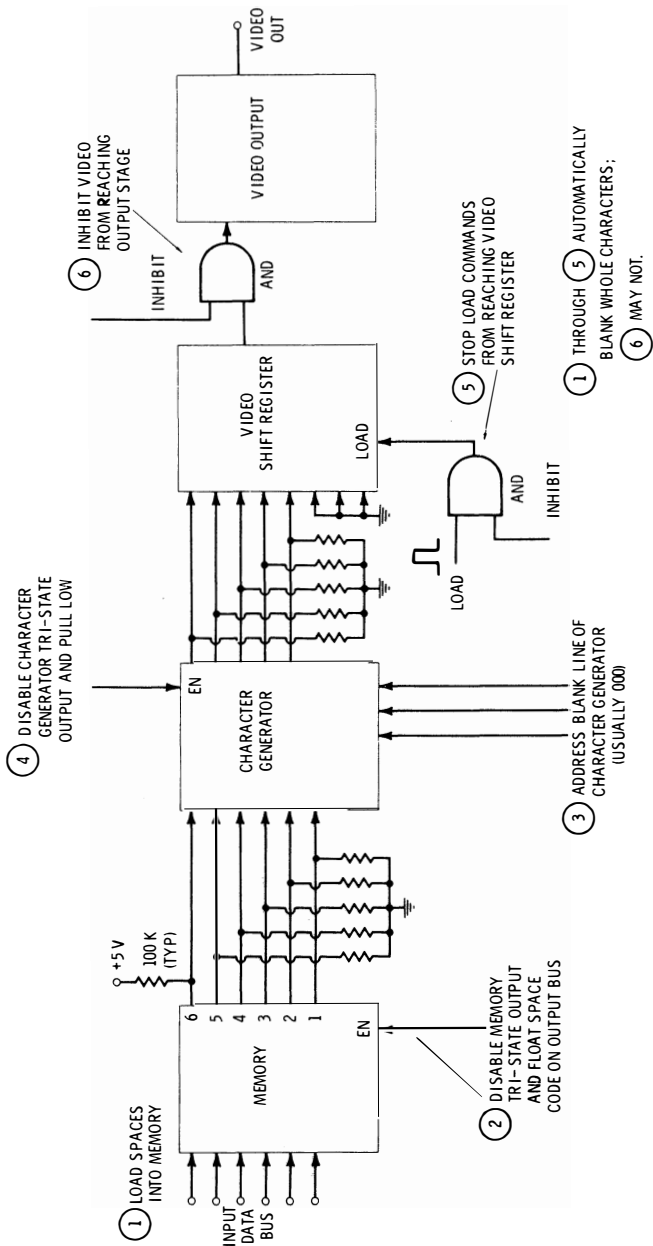 1 LOAD SPACES
INTO MEMORY
INPUT
DATA
BUS
MEMORY
6
5
4
3
2
1
EN
2 DISABLE MEMORY
TRI-STATE OUTPUT
AND FLOAT SPACE
CODE ON OUTPUT BUS
+5 V
100 K
(TYP)
4 DISABLE CHARACTER
GENERATOR TRI-STATE
OUTPUT AND PULL LOW
EN
CHARACTER
GENERATOR
3 ADDRESS BLANK LINE OF
CHARACTER GENERATOR
(USUALLY 000)
VIDEO
SHIFT REGISTER
LOAD
LOAD
AND
INHIBIT
5 STOP LOAD COMMANDS
FROM REACHING VIDEO
SHIFT REGISTER
6 INHIBIT VIDEO
FROM REACHING
OUTPUT STAGE
INHIBIT
AND
VIDEO OUTPUT
VIDEO
OUT
1 THROUGH 5 AUTOMATICALLY
BLANK WHOLE CHARACTERS;
6 MAY NOT.